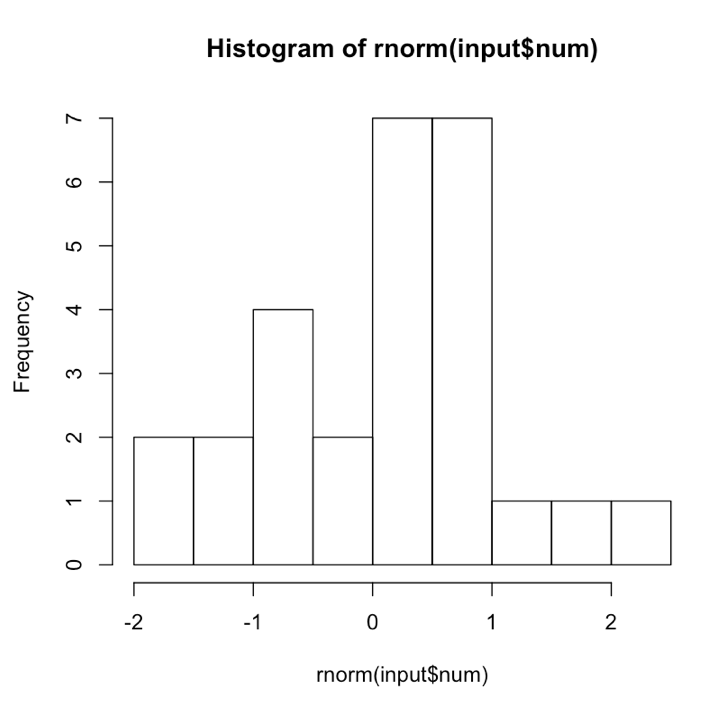 Histogram of rnorm(input$num)
Frequency
7
6
5
4
3
2
1
0
-2 -1 0 1 2
rnorm(input$num)